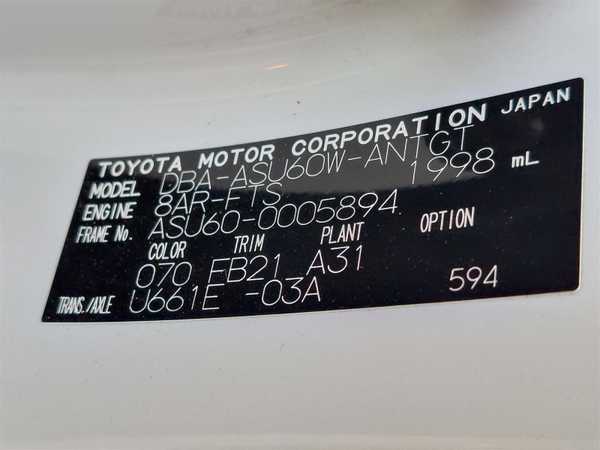 TOYOTA MOTOR CORPORATION JAPAN
MODEL DBA-ASU60W-ANTGT
ENGINE 8AR-FTS 1998 mL
FRAME No. ASU60-0005894
COLOR TRIM PLANT OPTION
070 FB21 A31
TRANS./AXLE U661E -03A 594